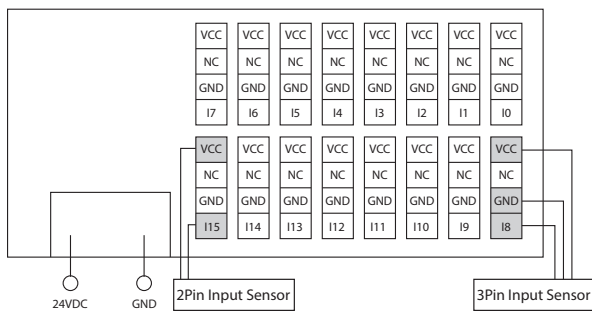 VCC VCC VCC VCC VCC VCC VCC VCC
NC NC NC NC NC NC NC NC
GND GND GND GND GND GND GND GND
I7 I6 I5 I4 I3 I2 I1 I0
VCC VCC VCC VCC VCC VCC VCC VCC
NC NC NC NC NC NC NC NC
GND GND GND GND GND GND GND GND
I15 I14 I13 I12 I11 I10 I9 I8
24VDC GND 2Pin Input Sensor 3Pin Input Sensor